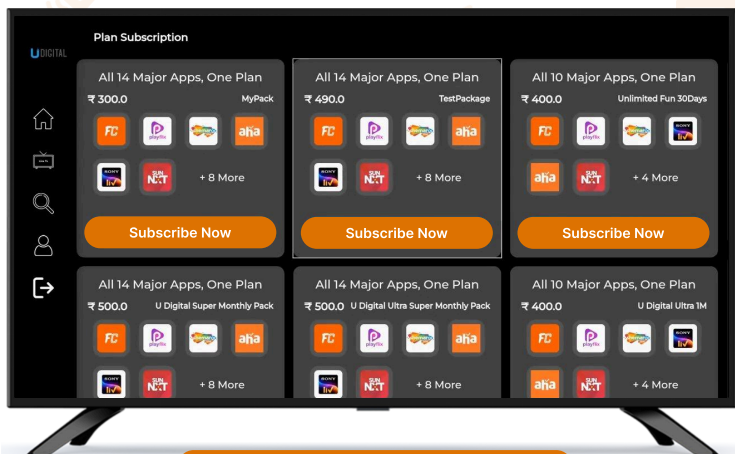 Plan Subscription
UDIGITAL
All 14 Major Apps, One Plan
₹ 300.0 MyPack
FC playflix aha
SONY liv SUN NXT + 8 More
Subscribe Now
All 14 Major Apps, One Plan
₹ 490.0 TestPackage
FC playflix aha
SONY liv SUN NXT + 8 More
Subscribe Now
All 10 Major Apps, One Plan
₹ 400.0 Unlimited Fun 30Days
FC playflix SONY liv
aha SUN NXT + 4 More
Subscribe Now
All 14 Major Apps, One Plan
₹ 500.0 U Digital Super Monthly Pack
FC playflix aha
SONY liv SUN NXT + 8 More
All 14 Major Apps, One Plan
₹ 500.0 U Digital Ultra Super Monthly Pack
FC playflix aha
SONY liv SUN NXT + 8 More
All 10 Major Apps, One Plan
₹ 400.0 U Digital Ultra 1M
FC playflix SONY liv
aha SUN NXT + 4 More